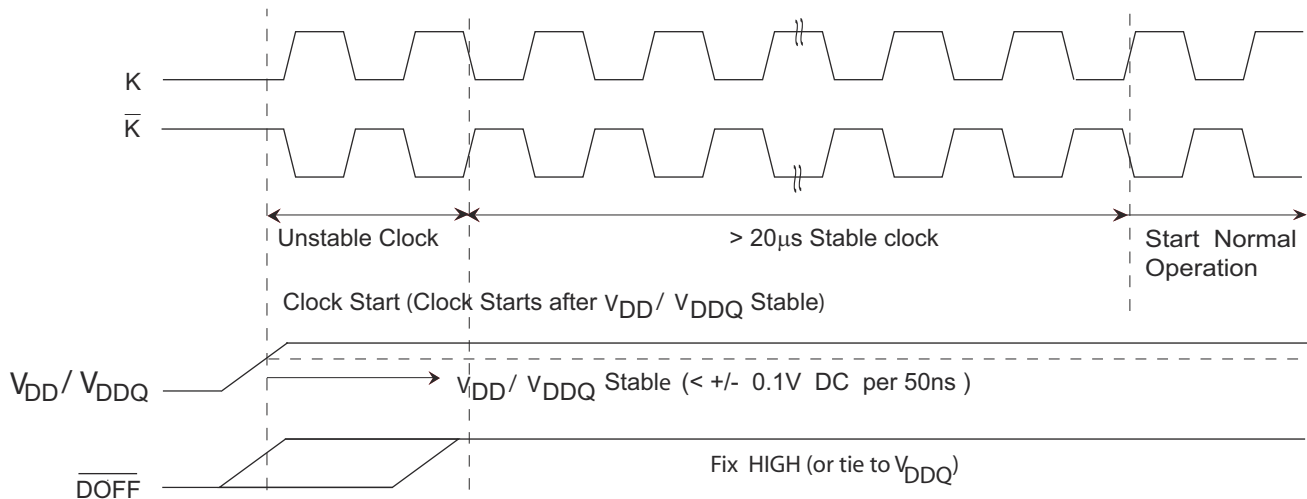 K
K̅
Unstable Clock
> 20μs Stable clock
Start Normal
Operation
Clock Start (Clock Starts after VDD / VDDQ Stable)
VDD / VDDQ
VDD / VDDQ Stable (< +/- 0.1V DC per 50ns )
Fix HIGH (or tie to VDDQ)
D̅O̅F̅F̅